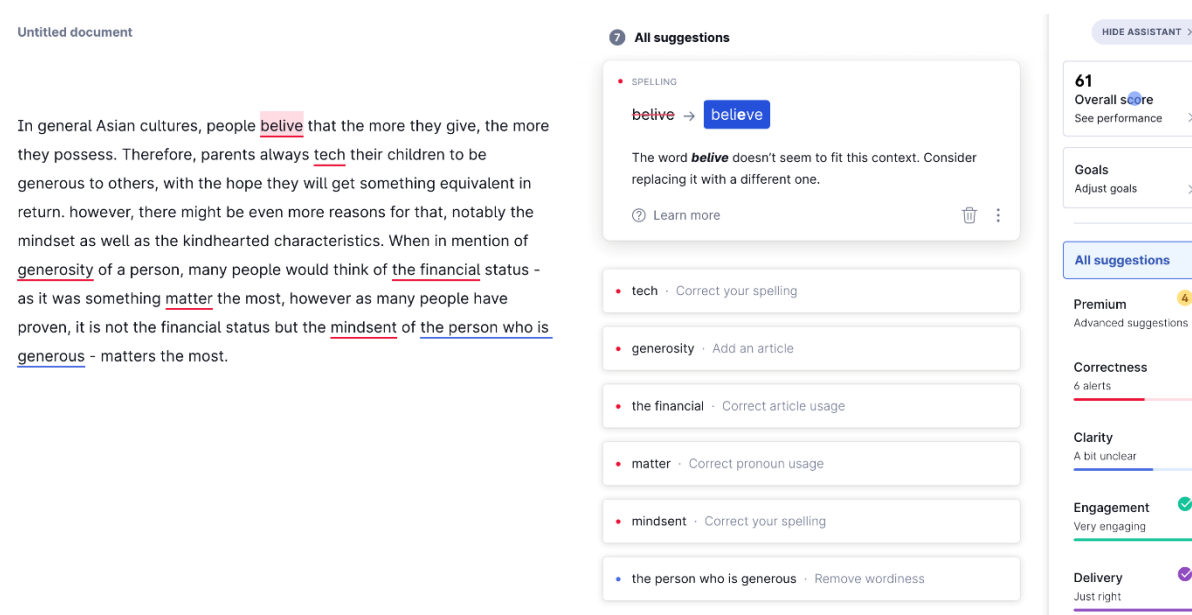 Untitled document
In general Asian cultures, people belive that the more they give, the more
they possess. Therefore, parents always tech their children to be
generous to others, with the hope they will get something equivalent in
return. however, there might be even more reasons for that, notably the
mindset as well as the kindhearted characteristics. When in mention of
generosity of a person, many people would think of the financial status -
as it was something matter the most, however as many people have
proven, it is not the financial status but the mindsent of the person who is
generous - matters the most.
7 All suggestions
SPELLING
belive → believe
The word belive doesn’t seem to fit this context. Consider
replacing it with a different one.
Learn more
tech · Correct your spelling
generosity · Add an article
the financial · Correct article usage
matter · Correct pronoun usage
mindsent · Correct your spelling
the person who is generous · Remove wordiness
HIDE ASSISTANT
61
Overall score
See performance
Goals
Adjust goals
All suggestions
Premium 4
Advanced suggestions
Correctness
6 alerts
Clarity
A bit unclear
Engagement
Very engaging
Delivery
Just right